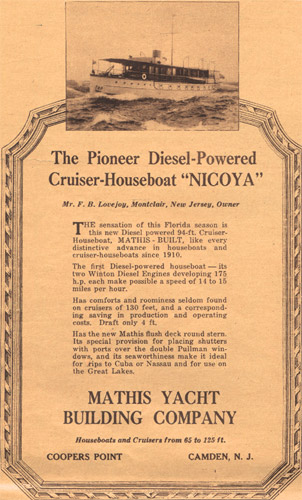 The Pioneer Diesel-Powered
Cruiser-Houseboat "NICOYA"
Mr. F. B. Lovejoy, Montclair, New Jersey, Owner
THE sensation of this Florida season is
this new Diesel powered 94-ft. Cruiser-
Houseboat, MATHIS - BUILT, like every
distinctive advance in houseboats and
cruiser-houseboats since 1910.
The first Diesel-powered houseboat — its
two Winton Diesel Engines developing 175
h.p. each make possible a speed of 14 to 15
miles per hour.
Has comforts and roominess seldom found
on cruisers of 130 feet, and a correspond-
ing saving in production and operating
costs. Draft only 4 ft.
Has the new Mathis flush deck round stern.
Its special provision for placing shutters
with ports over the double Pullman win-
dows, and its seaworthiness make it ideal
for .rips to Cuba or Nassau and for use on
the Great Lakes.
MATHIS YACHT
BUILDING COMPANY
Houseboats and Cruisers from 65 to 125 ft.
COOPERS POINT CAMDEN, N. J.